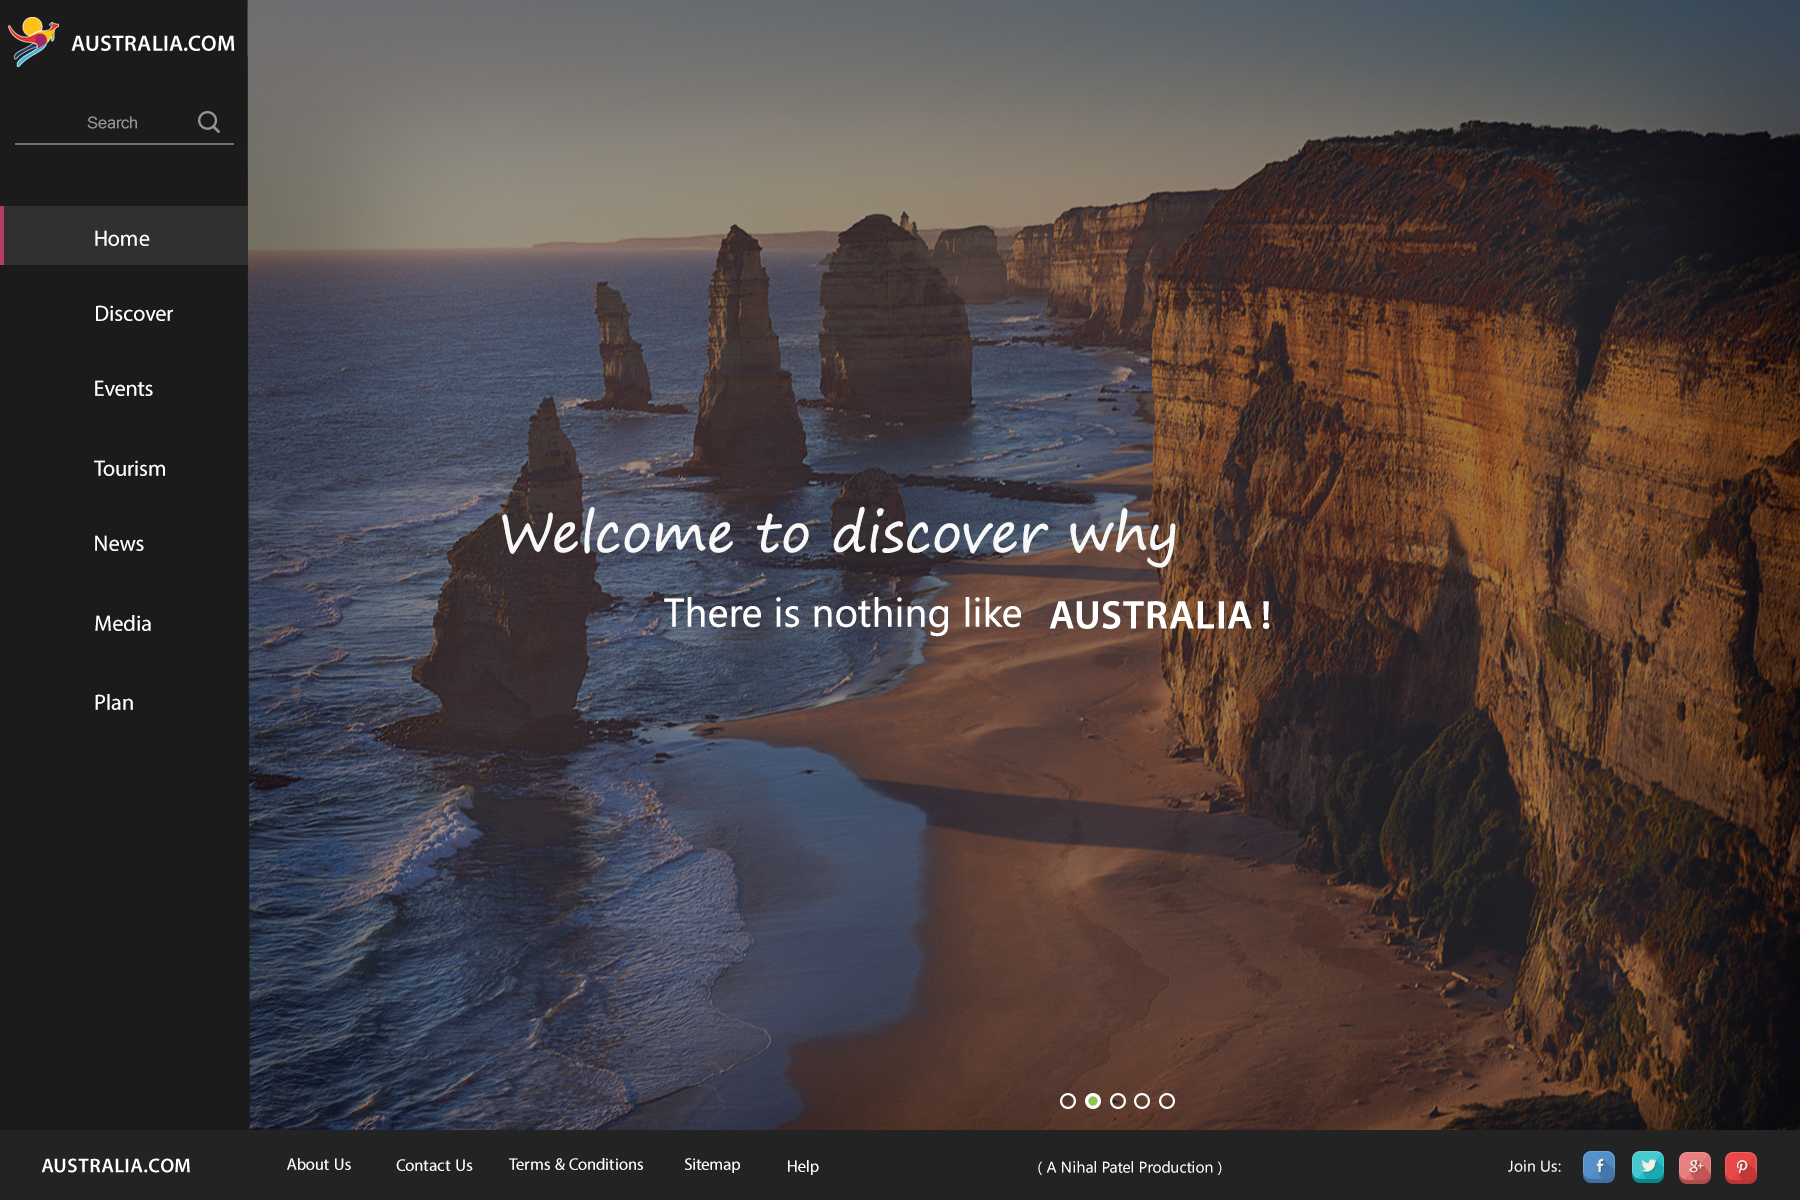 AUSTRALIA.COM
Search
Home
Discover
Events
Tourism
News
Media
Plan
Welcome to discover why
There is nothing like AUSTRALIA !
AUSTRALIA.COM
About Us
Contact Us
Terms & Conditions
Sitemap
Help
( A Nihal Patel Production )
Join Us:
f
g+